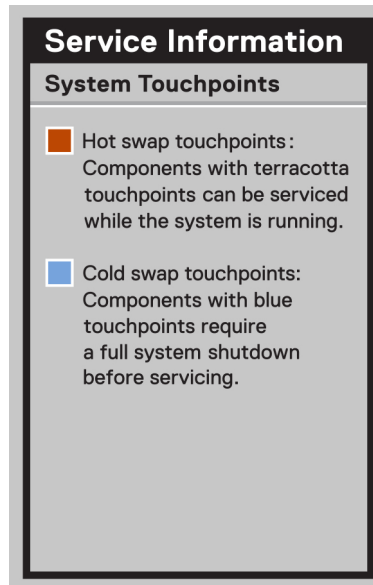 Service Information
System Touchpoints
Hot swap touchpoints:
Components with terracotta
touchpoints can be serviced
while the system is running.
Cold swap touchpoints:
Components with blue
touchpoints require
a full system shutdown
before servicing.